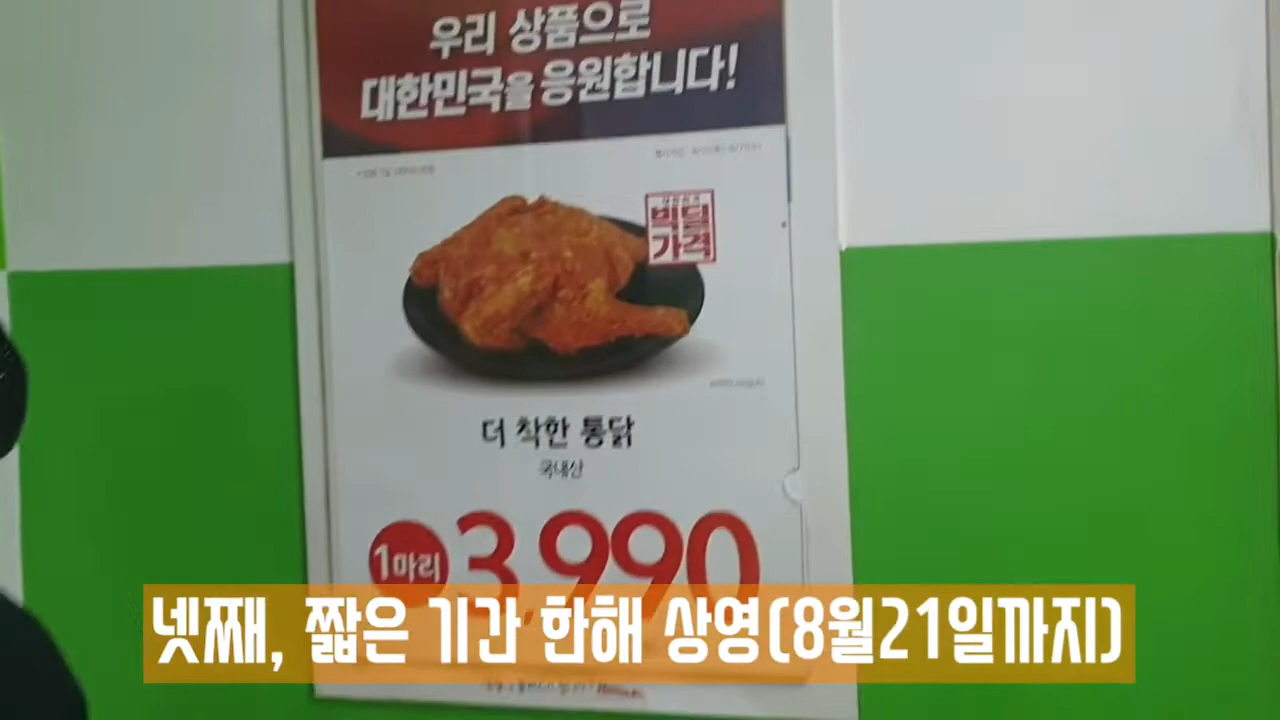 우리 상품으로
대한민국을 응원합니다!
빅딜
가격
더 착한 통닭
국내산
1마리 3,990
넷째, 짧은 기간 한해 상영(8월21일까지)